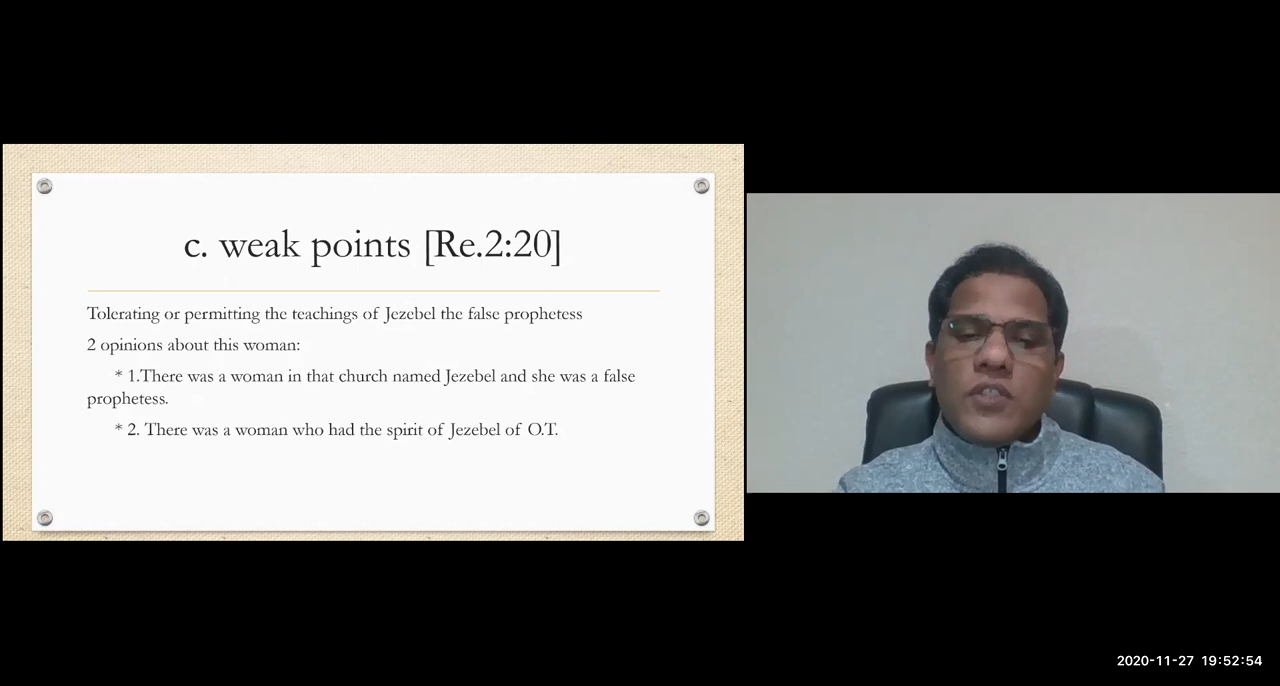 c. weak points [Re.2:20]
Tolerating or permitting the teachings of Jezebel the false prophetess
2 opinions about this woman:
* 1.There was a woman in that church named Jezebel and she was a false
prophetess.
* 2. There was a woman who had the spirit of Jezebel of O.T.
2020-11-27 19:52:54